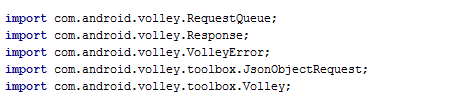 import com.android.volley.RequestQueue;
import com.android.volley.Response;
import com.android.volley.VolleyError;
import com.android.volley.toolbox.JsonObjectRequest;
import com.android.volley.toolbox.Volley;